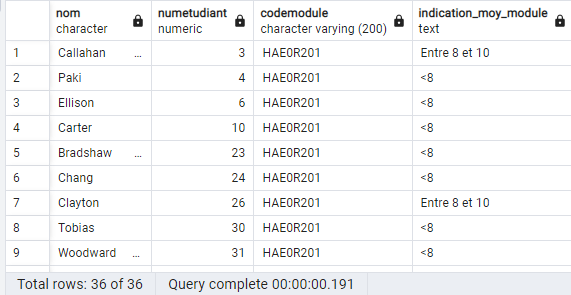 nom numetudiant codemodule indication_moy_module
character numeric character varying (200) text
1 Callahan ... 3 HAE0R201 Entre 8 et 10
2 Paki 4 HAE0R201 <8
3 Ellison 6 HAE0R201 <8
4 Carter 10 HAE0R201 <8
5 Bradshaw ... 23 HAE0R201 <8
6 Chang 24 HAE0R201 <8
7 Clayton 26 HAE0R201 Entre 8 et 10
8 Tobias 30 HAE0R201 <8
9 Woodward ... 31 HAE0R201 <8
Total rows: 36 of 36 Query complete 00:00:00.191